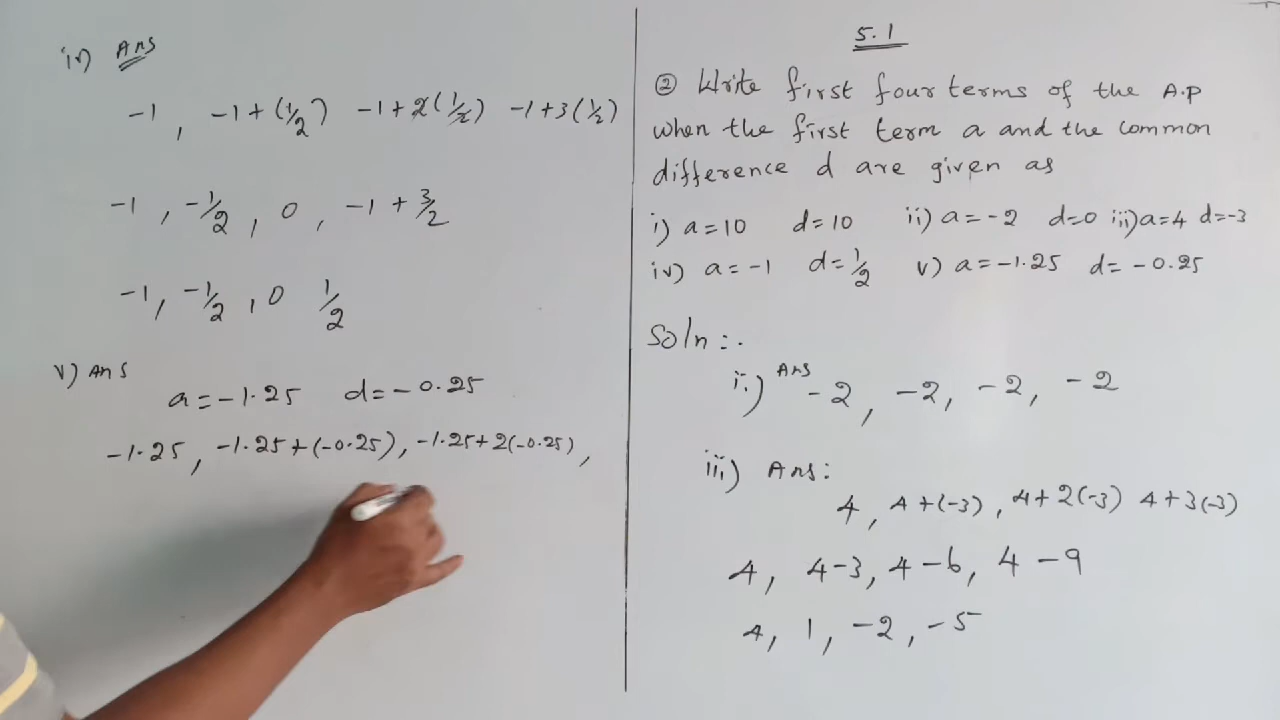 iv) Ans
-1, -1+(1/2) -1+2(1/2) -1+3(1/2)
-1, -1/2, 0, -1+3/2
-1, -1/2, 0 1/2
v) Ans
a=-1.25 d=-0.25
-1.25, -1.25+(-0.25), -1.25+2(-0.25),
5.1
② Write first four terms of the A.P
when the first term a and the common
difference d are given as
i) a=10 d=10 ii) a=-2 d=0 iii) a=4 d=-3
iv) a=-1 d=1/2 v) a=-1.25 d=-0.25
Soln:.
ii.) Ans -2, -2, -2, -2
iii) Ans:
4, 4+(-3), 4+2(-3) 4+3(-3)
4, 4-3, 4-6, 4-9
4, 1, -2, -5